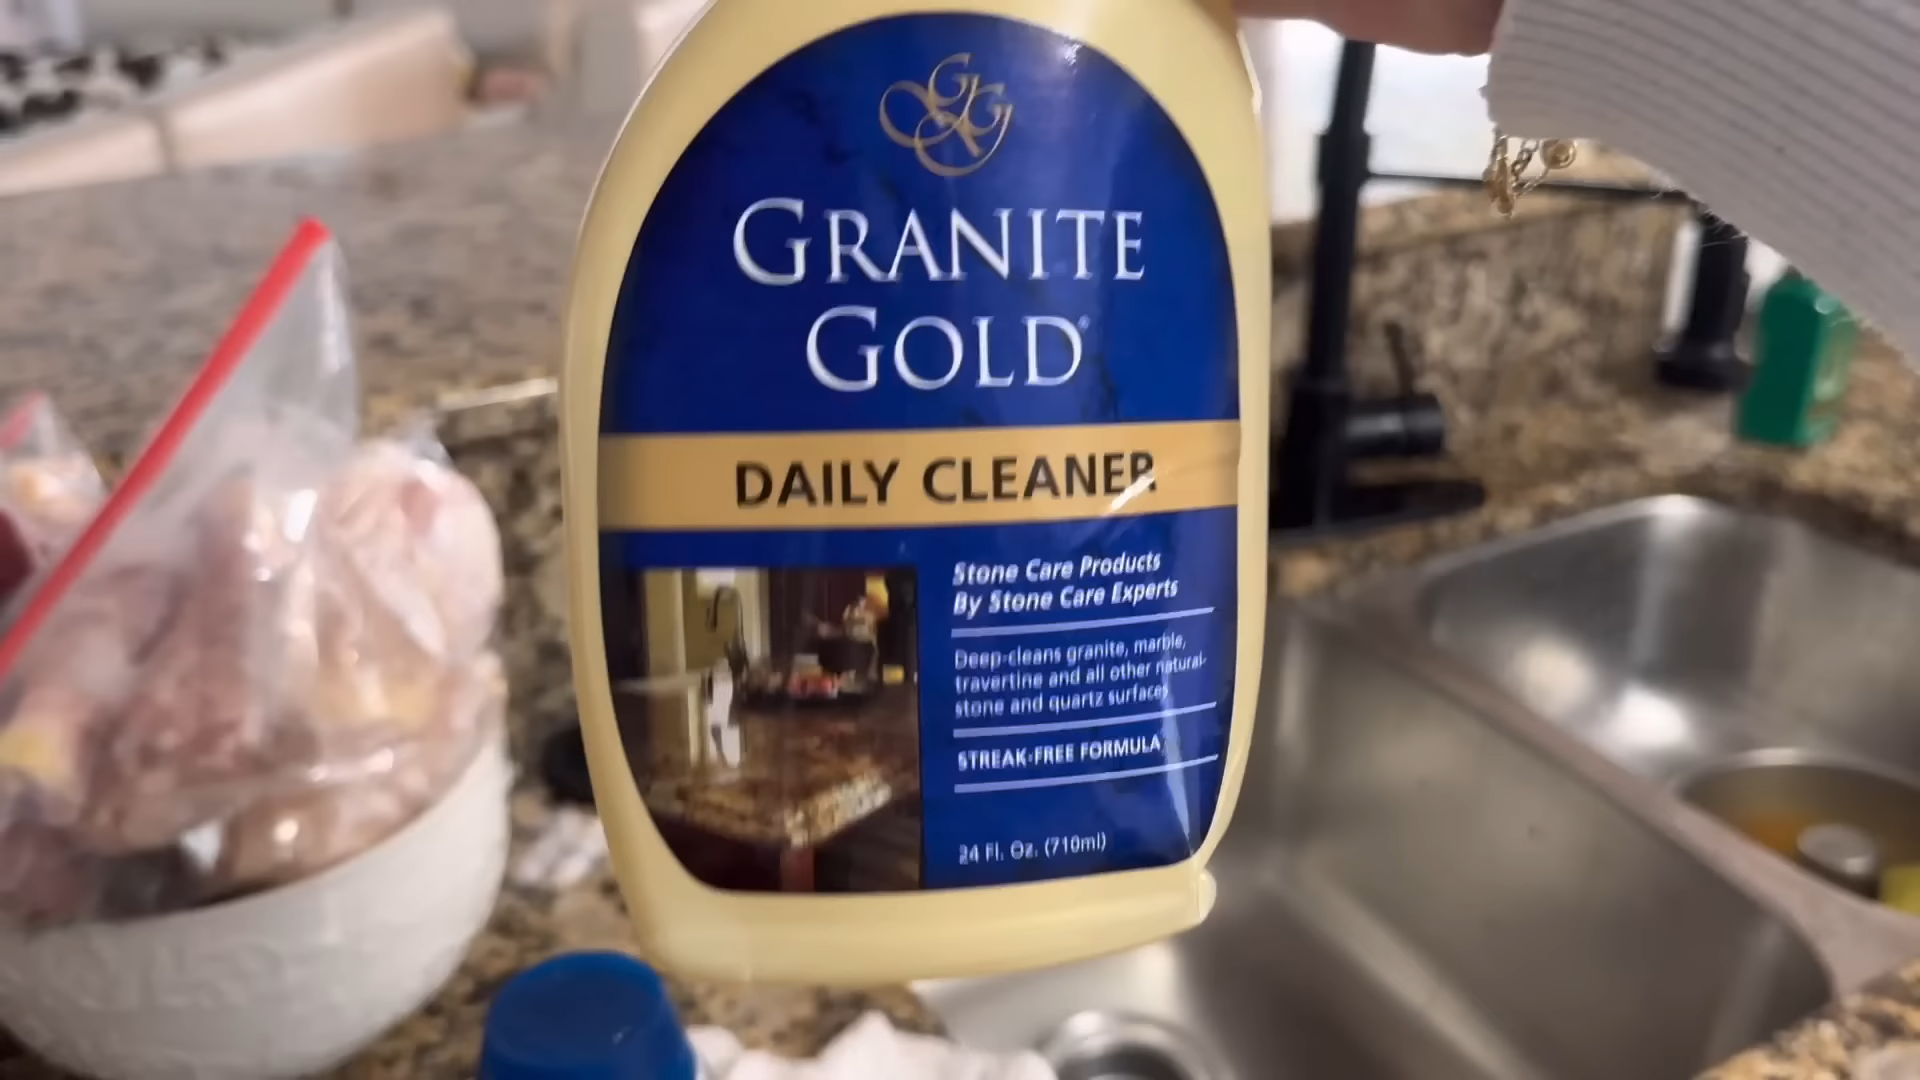 GRANITE
GOLD®
DAILY CLEANER
Stone Care Products
By Stone Care Experts
Deep-cleans granite, marble,
travertine and all other natural-
stone and quartz surfaces
STREAK-FREE FORMULA
24 Fl. Oz. (710ml)